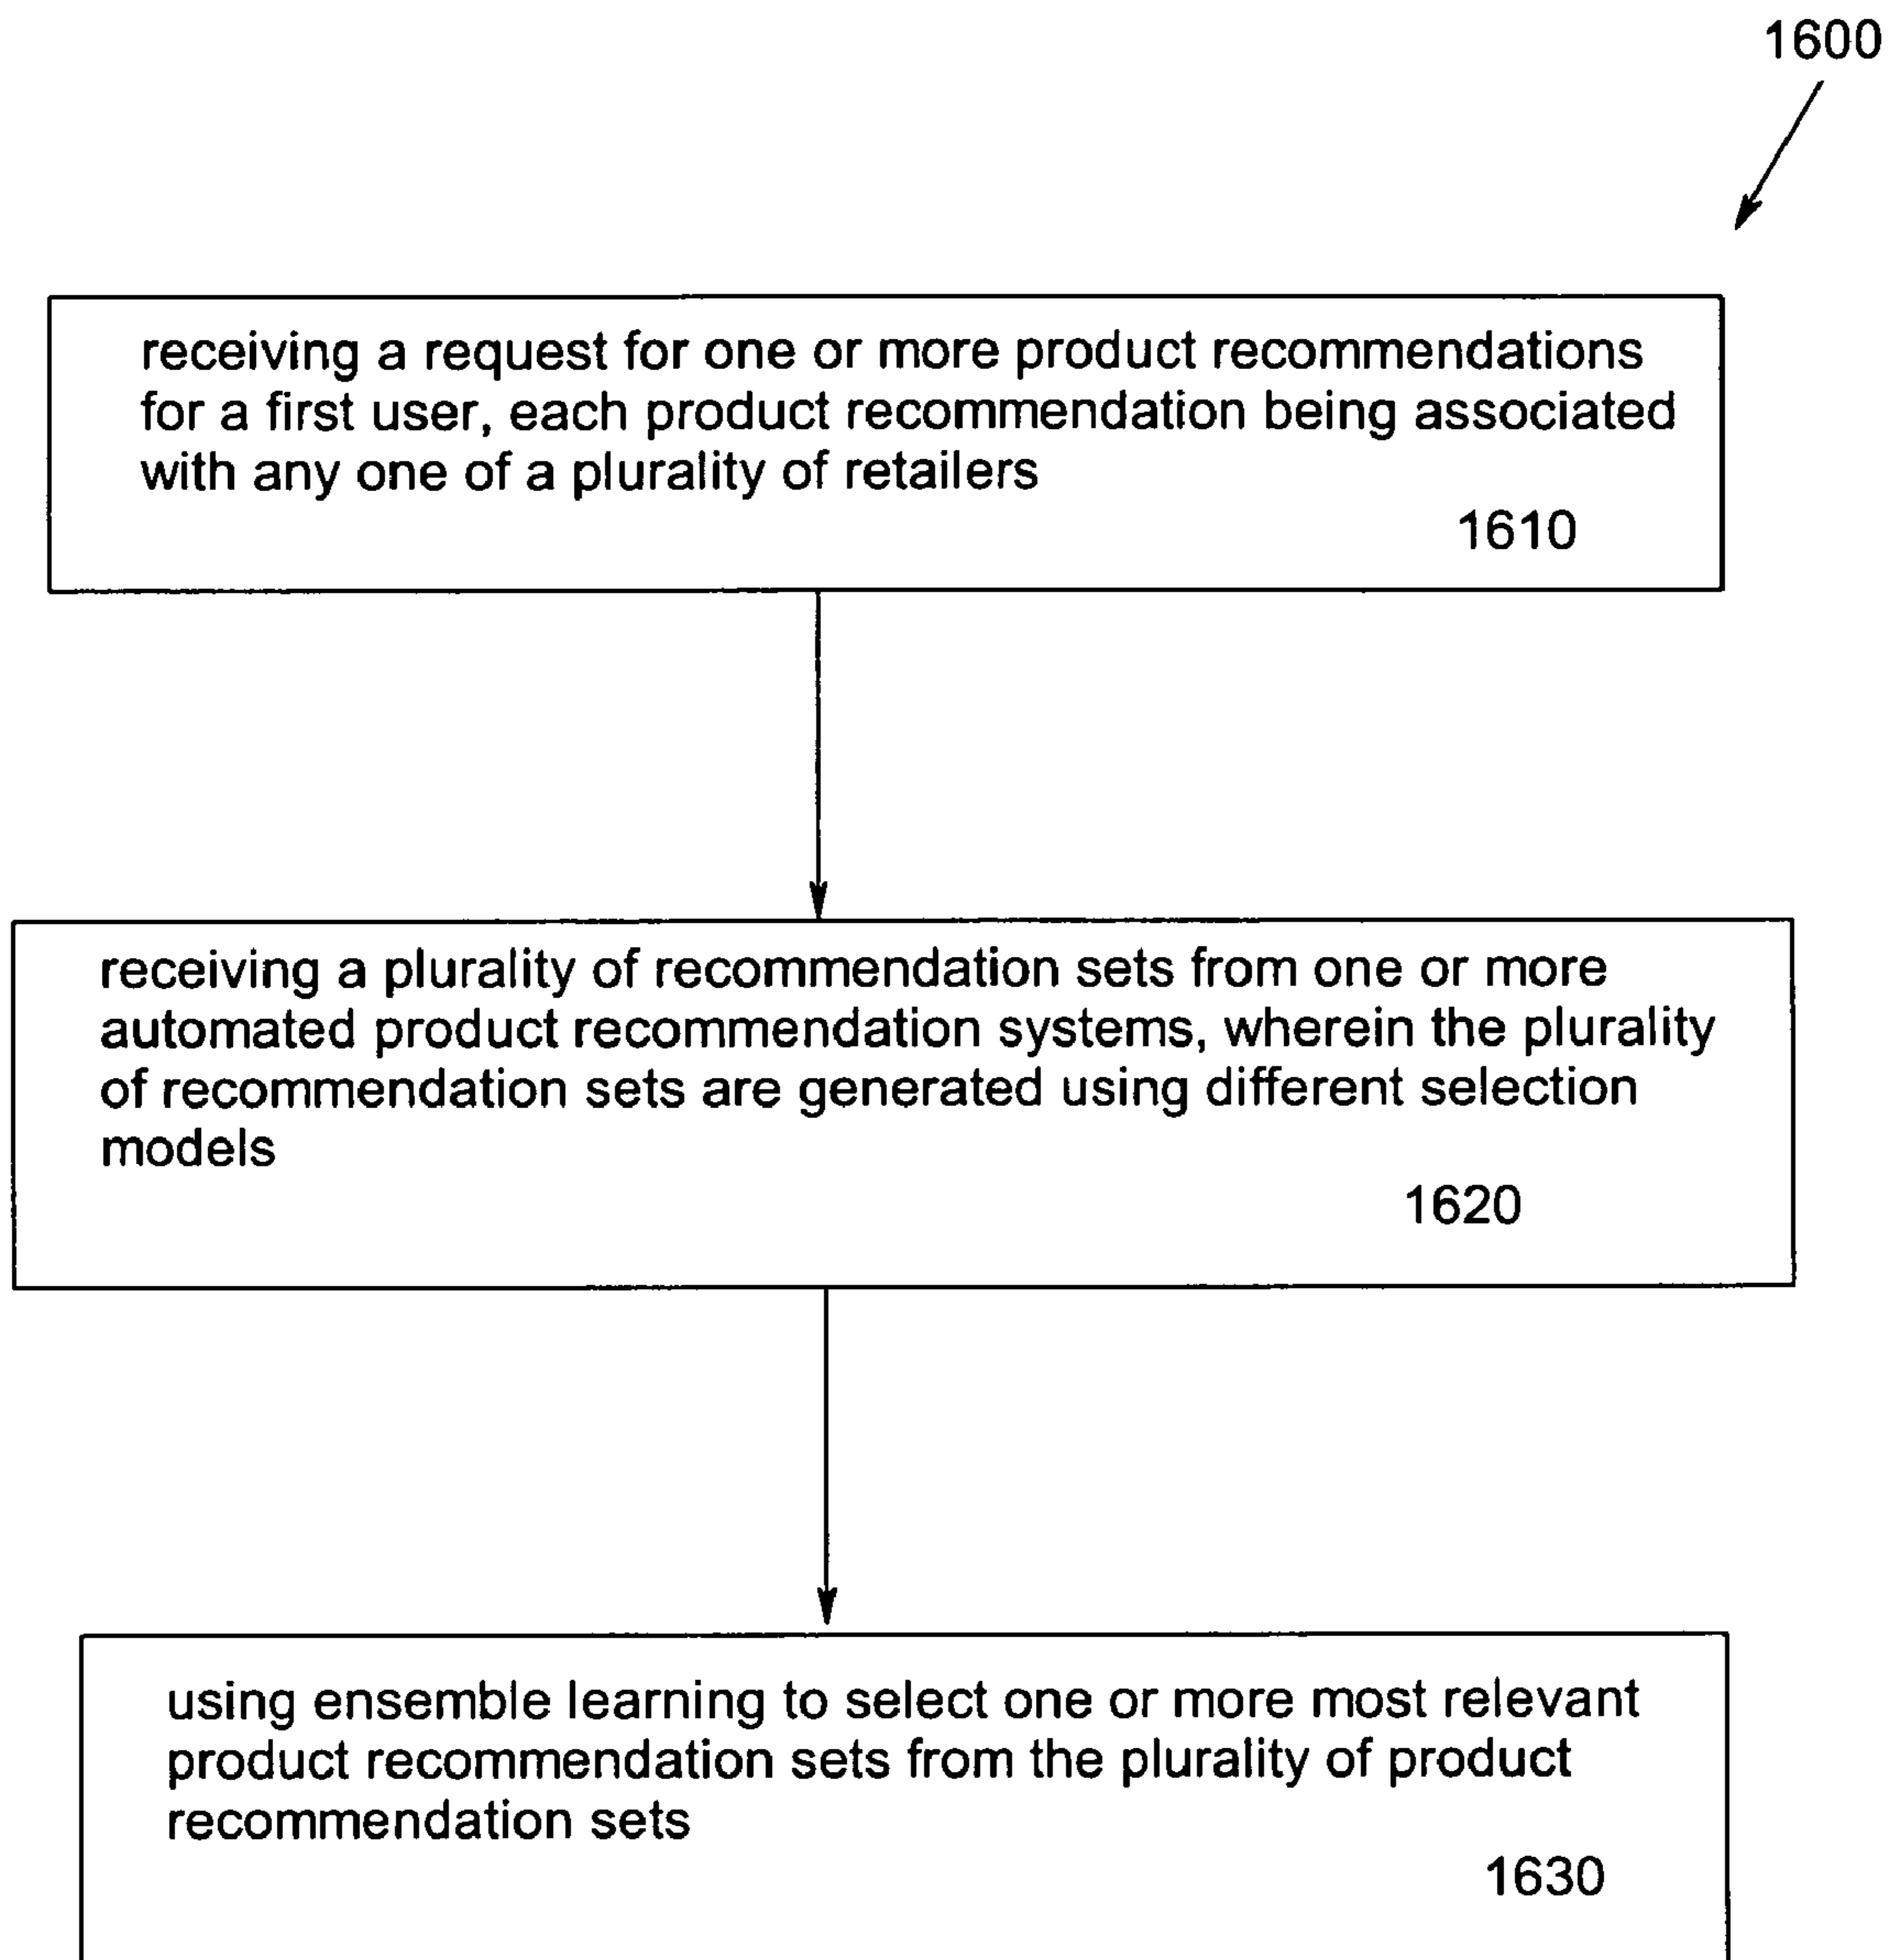 1600
receiving a request for one or more product recommendations
for a first user, each product recommendation being associated
with any one of a plurality of retailers
1610
receiving a plurality of recommendation sets from one or more
automated product recommendation systems, wherein the plurality
of recommendation sets are generated using different selection
models
1620
using ensemble learning to select one or more most relevant
product recommendation sets from the plurality of product
recommendation sets
1630